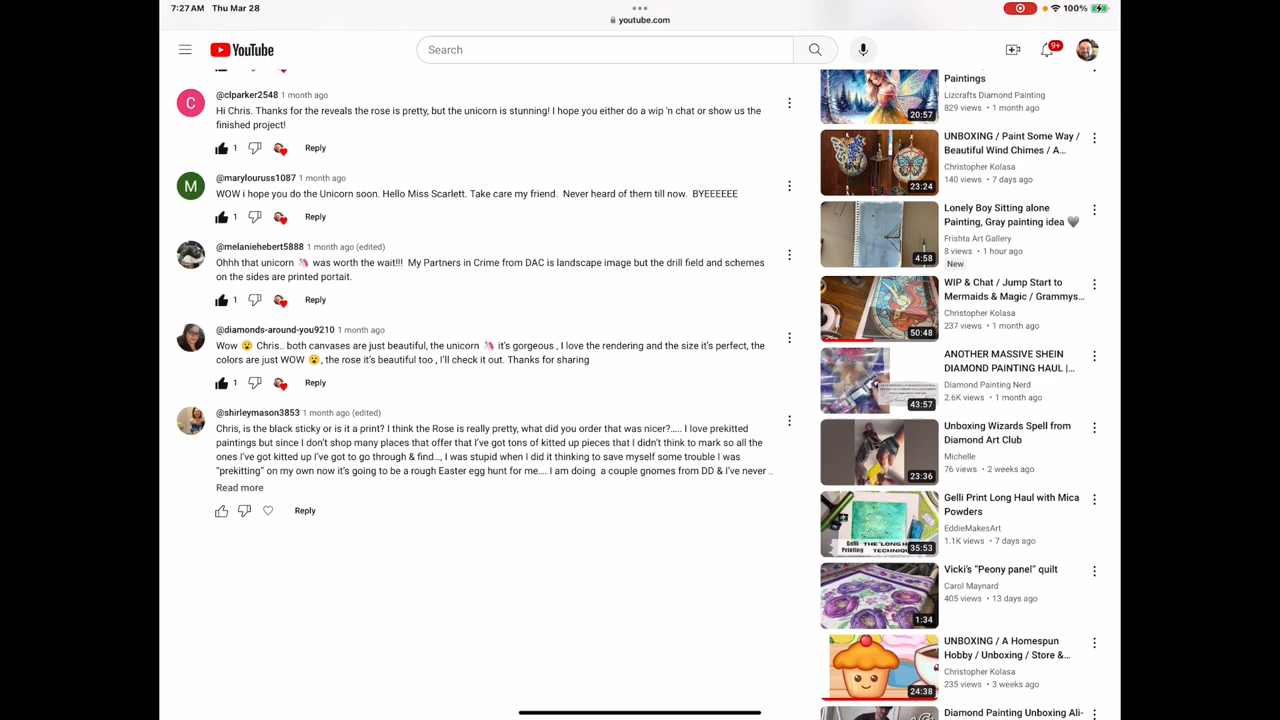 7:27 AM Thu Mar 28
100%
youtube.com
YouTube
Search
9+
@clparker2548 1 month ago
Hi Chris. Thanks for the reveals the rose is pretty, but the unicorn is stunning! I hope you either do a wip 'n chat or show us the
finished project!
1 Reply
@marylouruss1087 1 month ago
WOW i hope you do the Unicorn soon. Hello Miss Scarlett. Take care my friend. Never heard of them till now. BYEEEEEE
1 Reply
@melaniehebert5888 1 month ago (edited)
Ohhh that unicorn 🦄 was worth the wait!!! My Partners in Crime from DAC is landscape image but the drill field and schemes
on the sides are printed portait.
1 Reply
@diamonds-around-you9210 1 month ago
Wow 😮 Chris.. both canvases are just beautiful, the unicorn 🦄 it's gorgeous , I love the rendering and the size it's perfect, the
colors are just WOW 😮, the rose it's beautiful too , I'll check it out. Thanks for sharing
1 Reply
@shirleymason3853 1 month ago (edited)
Chris, is the black sticky or is it a print? I think the Rose is really pretty, what did you order that was nicer?..... I love prekitted
paintings but since I don't shop many places that offer that I've got tons of kitted up pieces that I didn't think to mark so all the
ones I've got kitted up I've got to go through & find..., I was stupid when I did it thinking to save myself some trouble I was
"prekitting" on my own now it's going to be a rough Easter egg hunt for me.... I am doing a couple gnomes from DD & I've never ..
Read more
Reply
C
M
Paintings
Lizcrafts Diamond Painting
829 views • 1 month ago
20:57
UNBOXING / Paint Some Way /
Beautiful Wind Chimes / A...
Christopher Kolasa
140 views • 7 days ago
23:24
Lonely Boy Sitting alone
Painting, Gray painting idea 🖤
Frishta Art Gallery
8 views • 1 hour ago
New
4:58
WIP & Chat / Jump Start to
Mermaids & Magic / Grammys...
Christopher Kolasa
237 views • 1 month ago
50:48
ANOTHER MASSIVE SHEIN
DIAMOND PAINTING HAUL |...
Diamond Painting Nerd
2.6K views • 1 month ago
43:57
Unboxing Wizards Spell from
Diamond Art Club
Michelle
76 views • 2 weeks ago
23:36
Gelli Print Long Haul with Mica
Powders
EddieMakesArt
1.1K views • 7 days ago
Gelli
Printing
THE 'LONG H
TECHNIQU
35:53
Vicki's "Peony panel" quilt
Carol Maynard
405 views • 13 days ago
1:34
UNBOXING / A Homespun
Hobby / Unboxing / Store &...
Christopher Kolasa
235 views • 3 weeks ago
24:38
Diamond Painting Unboxing Ali-